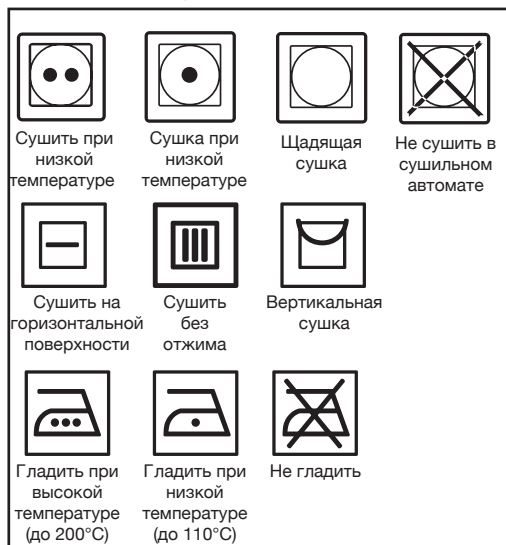 Сушить при
низкой
температуре
Сушка при
низкой
температуре
Щадящая
сушка
Не сушить в
сушильном
автомате
Сушить на
горизонтальной
поверхности
Сушить
без
отжима
Вертикальная
сушка
Гладить при
высокой
температуре
(до 200°C)
Гладить при
низкой
температуре
(до 110°C)
Не гладить